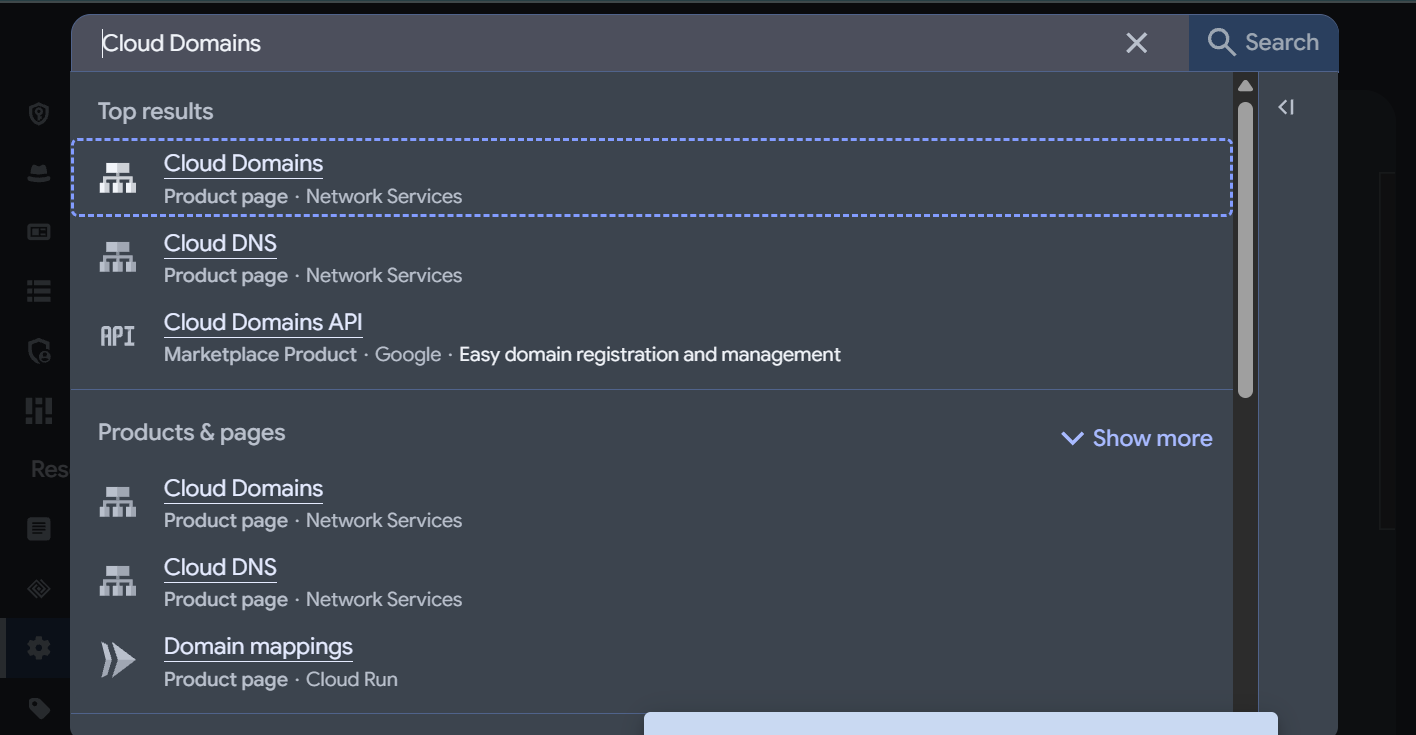 Cloud Domains
Search
Top results
Cloud Domains
Product page · Network Services
Cloud DNS
Product page · Network Services
API
Cloud Domains API
Marketplace Product · Google · Easy domain registration and management
Products & pages
Show more
Rese
Cloud Domains
Product page · Network Services
Cloud DNS
Product page · Network Services
Domain mappings
Product page · Cloud Run